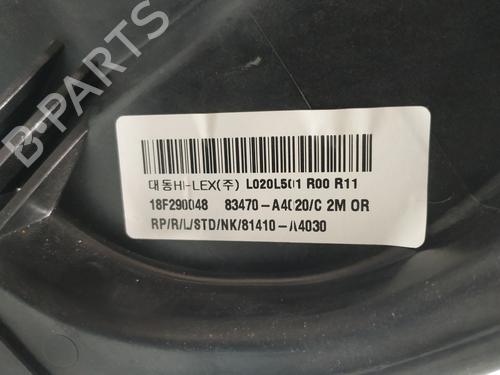 B-PARTS
대동HI-LEX(주) L020L501 R00 R11
18F290048 83470-A4020/C 2M OR
RP/R/L/STD/NK/81410-A4030